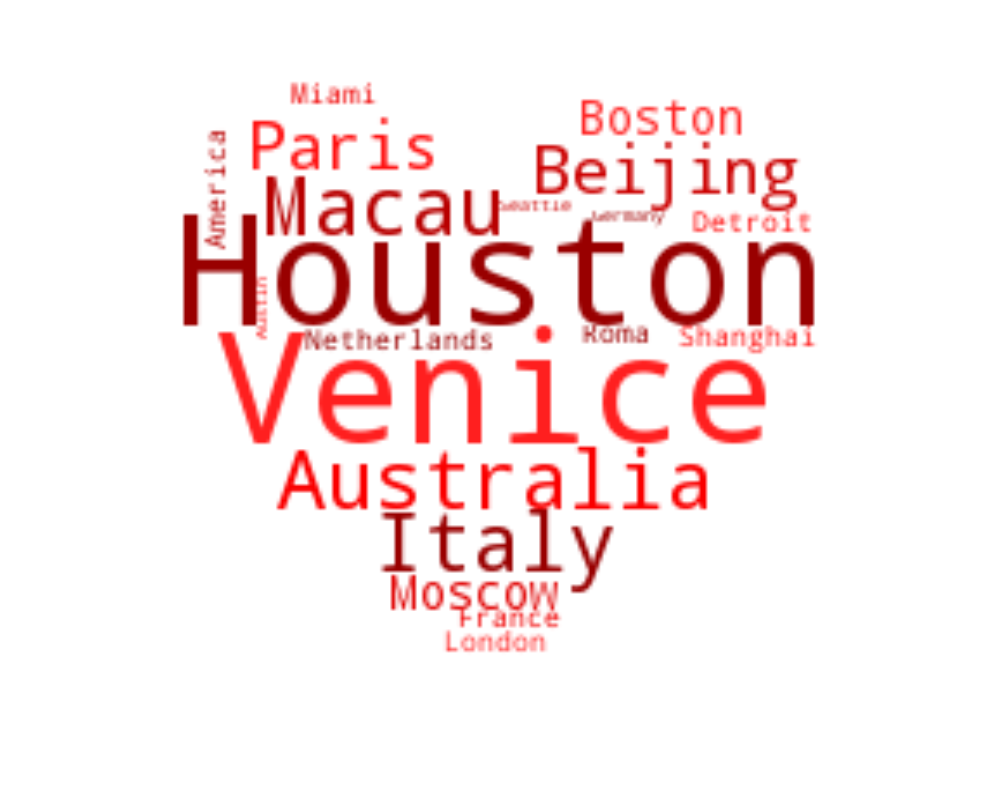 Miami
Boston
Paris
Beijing
America
Macau
Seattle
Germany
Detroit
Houston
Austin
Netherlands
Roma
Shanghai
Venice
Australia
Italy
Moscow
France
London